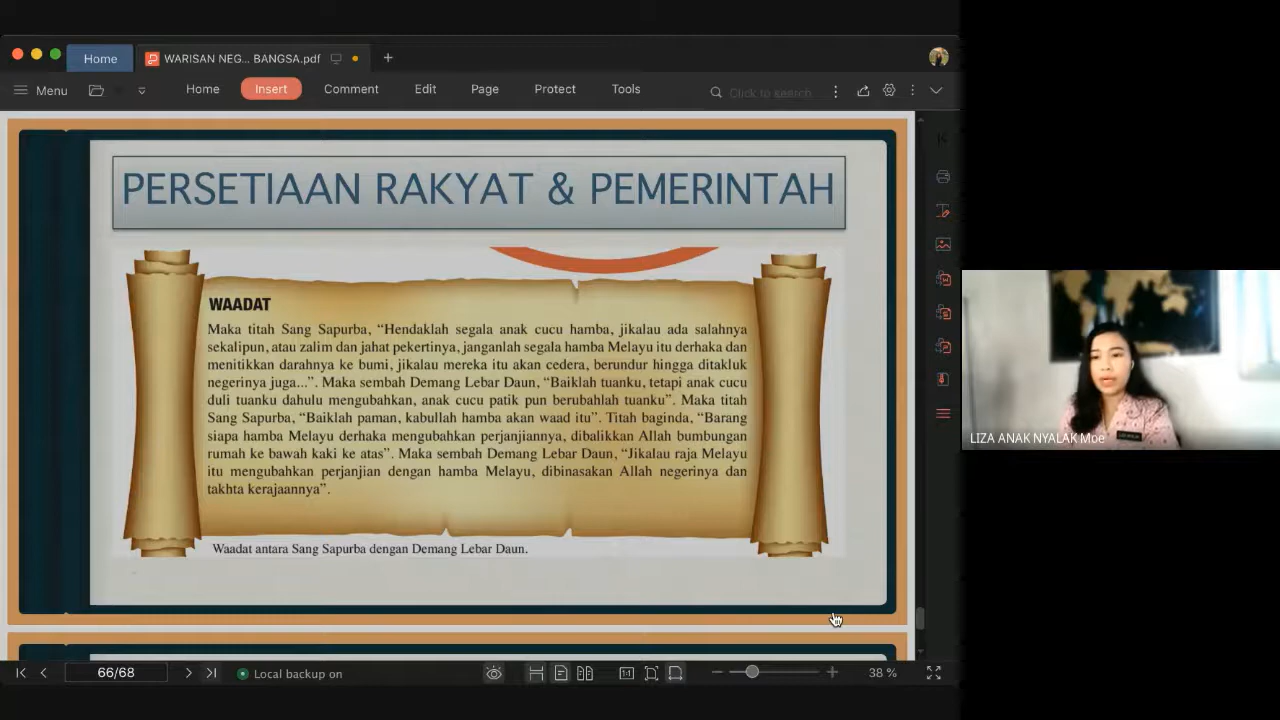 Home
WARISAN NEG... BANGSA.pdf
Menu
Home Insert Comment Edit Page Protect Tools
Click to search...
PERSETIAAN RAKYAT & PEMERINTAH
WAADAT
Maka titah Sang Sapurba, “Hendaklah segala anak cucu hamba, jikalau ada salahnya
sekalipun, atau zalim dan jahat pekertinya, janganlah segala hamba Melayu itu derhaka dan
menitikkan darahnya ke bumi, jikalau mereka itu akan cedera, berundur hingga ditakluk
negerinya juga...”. Maka sembah Demang Lebar Daun, “Baiklah tuanku, tetapi anak cucu
duli tuanku dahulu mengubahkan, anak cucu patik pun berubahlah tuanku”. Maka titah
Sang Sapurba, “Baiklah paman, kabullah hamba akan waad itu”. Titah baginda, “Barang
siapa hamba Melayu derhaka mengubahkan perjanjiannya, dibalikkan Allah bumbungan
rumah ke bawah kaki ke atas”. Maka sembah Demang Lebar Daun, “Jikalau raja Melayu
itu mengubahkan perjanjian dengan hamba Melayu, dibinasakan Allah negerinya dan
takhta kerajaannya”.
Waadat antara Sang Sapurba dengan Demang Lebar Daun.
LIZA ANAK NYALAK Moe
66/68
Local backup on
1:1
38 %